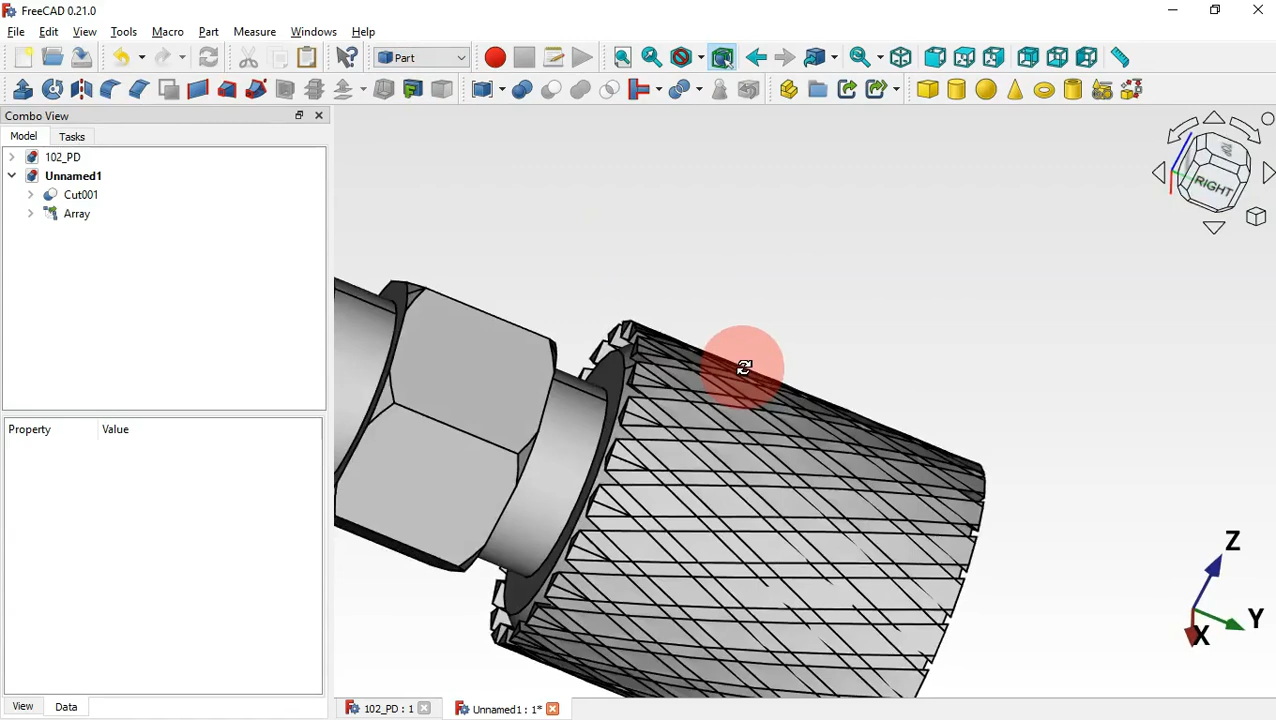 FreeCAD 0.21.0
File Edit View Tools Macro Part Measure Windows Help
Part
Combo View
Model Tasks
102_PD
Unnamed1
Cut001
Array
Property Value
View Data
102_PD : 1
Unnamed1 : 1*
TOP
RIGHT
Z
Y
X